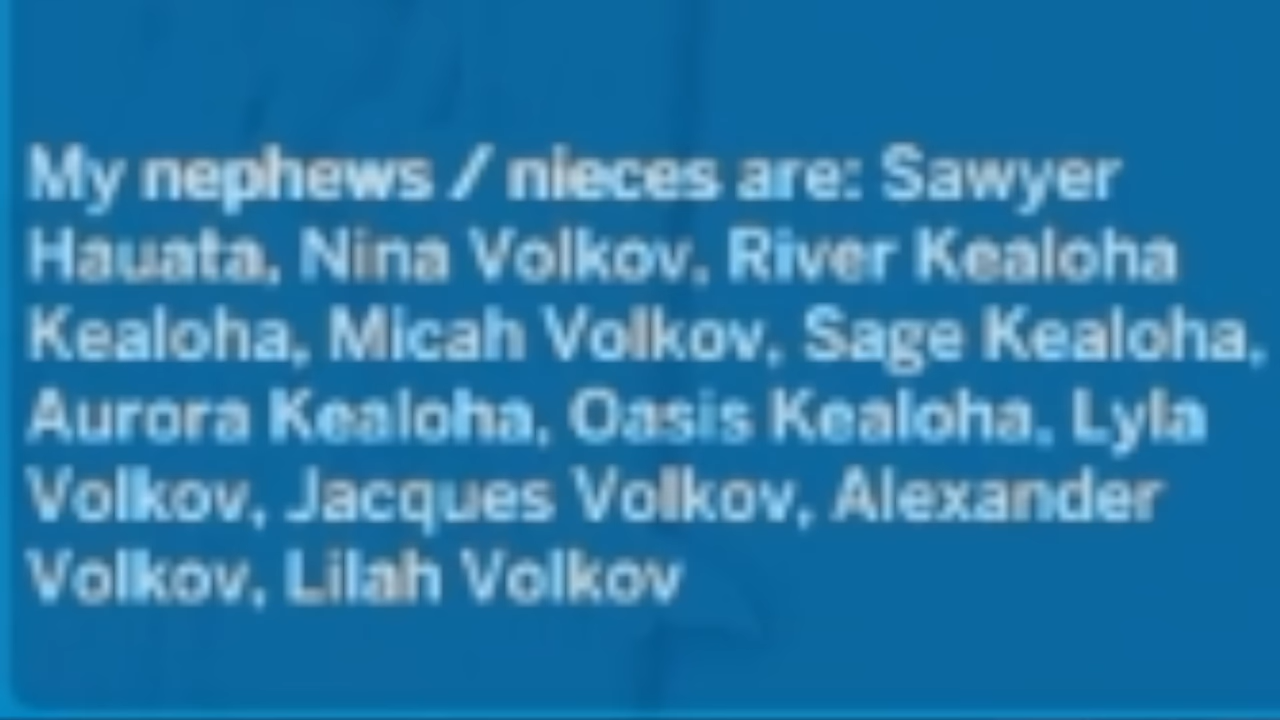 My nephews / nieces are: Sawyer
Hauata, Nina Volkov, River Kealoha
Kealoha, Micah Volkov, Sage Kealoha,
Aurora Kealoha, Oasis Kealoha, Lyla
Volkov, Jacques Volkov, Alexander
Volkov, Lilah Volkov